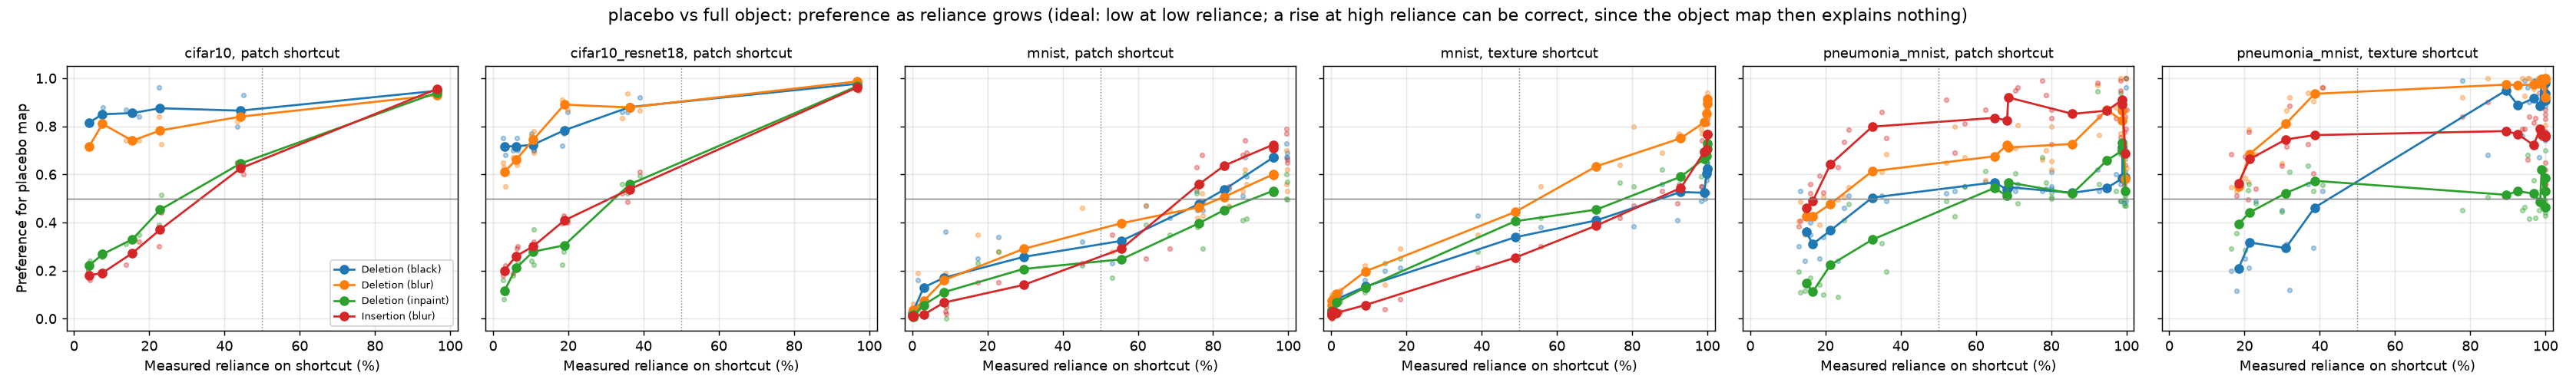 placebo vs full object: preference as reliance grows (ideal: low at low reliance; a rise at high reliance can be correct, since the object map then explains nothing)
cifar10, patch shortcut
cifar10_resnet18, patch shortcut
mnist, patch shortcut
mnist, texture shortcut
pneumonia_mnist, patch shortcut
pneumonia_mnist, texture shortcut
Preference for placebo map
1.0
0.8
0.6
0.4
0.2
0.0
Deletion (black)
Deletion (blur)
Deletion (inpaint)
Insertion (blur)
0 20 40 60 80 100
0 20 40 60 80 100
0 20 40 60 80 100
0 20 40 60 80 100
0 20 40 60 80 100
0 20 40 60 80 100
Measured reliance on shortcut (%)
Measured reliance on shortcut (%)
Measured reliance on shortcut (%)
Measured reliance on shortcut (%)
Measured reliance on shortcut (%)
Measured reliance on shortcut (%)